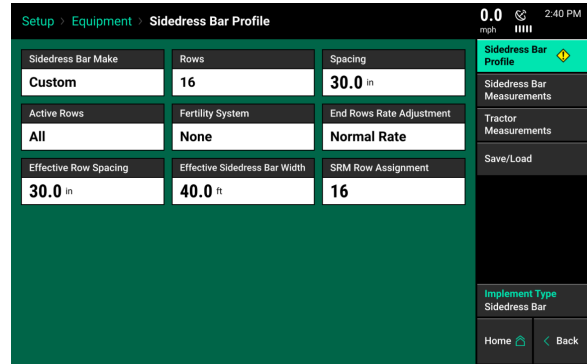 Setup > Equipment > Sidedress Bar Profile
0.0 mph
2:40 PM
Sidedress Bar Make
Custom
Rows
16
Spacing
30.0 in
Active Rows
All
Fertility System
None
End Rows Rate Adjustment
Normal Rate
Effective Row Spacing
30.0 in
Effective Sidedress Bar Width
40.0 ft
SRM Row Assignment
16
Sidedress Bar
Profile
Sidedress Bar
Measurements
Tractor
Measurements
Save/Load
Implement Type
Sidedress Bar
Home
< Back